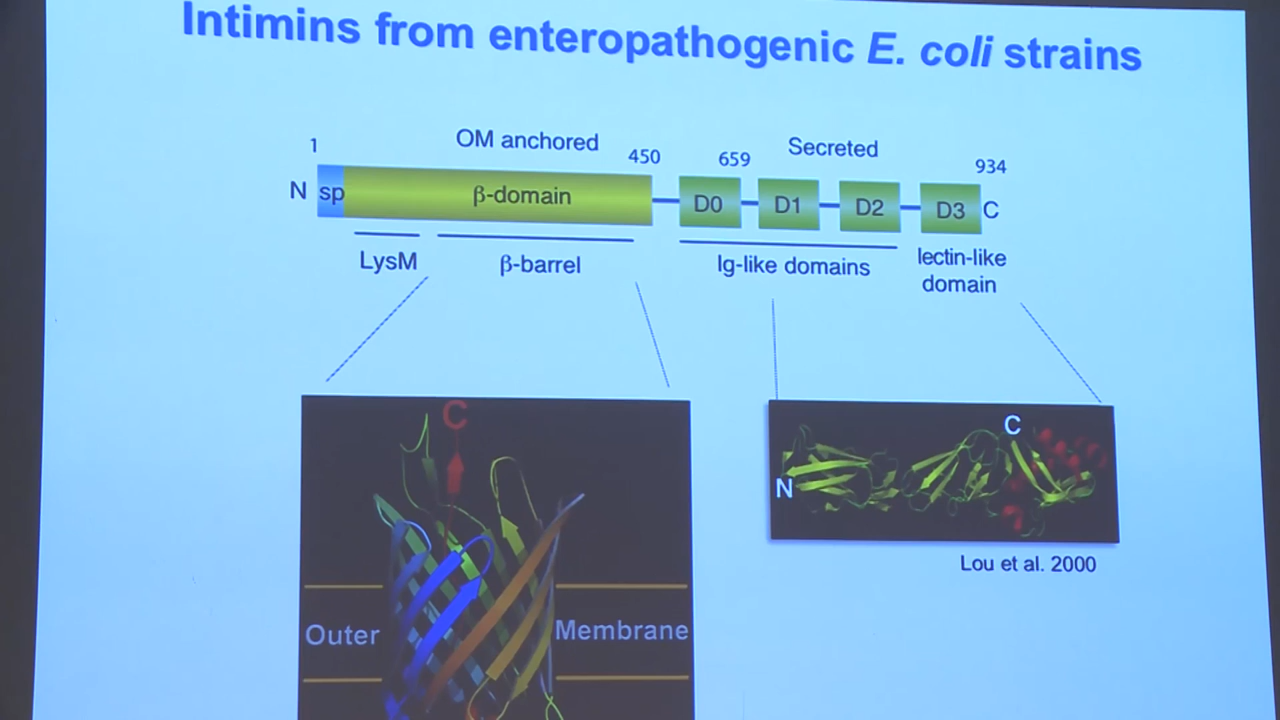 Intimins from enteropathogenic E. coli strains
1 OM anchored 450 659 Secreted 934
N sp β-domain D0 D1 D2 D3 C
LysM β-barrel Ig-like domains lectin-like
domain
C
Outer Membrane
N C
Lou et al. 2000